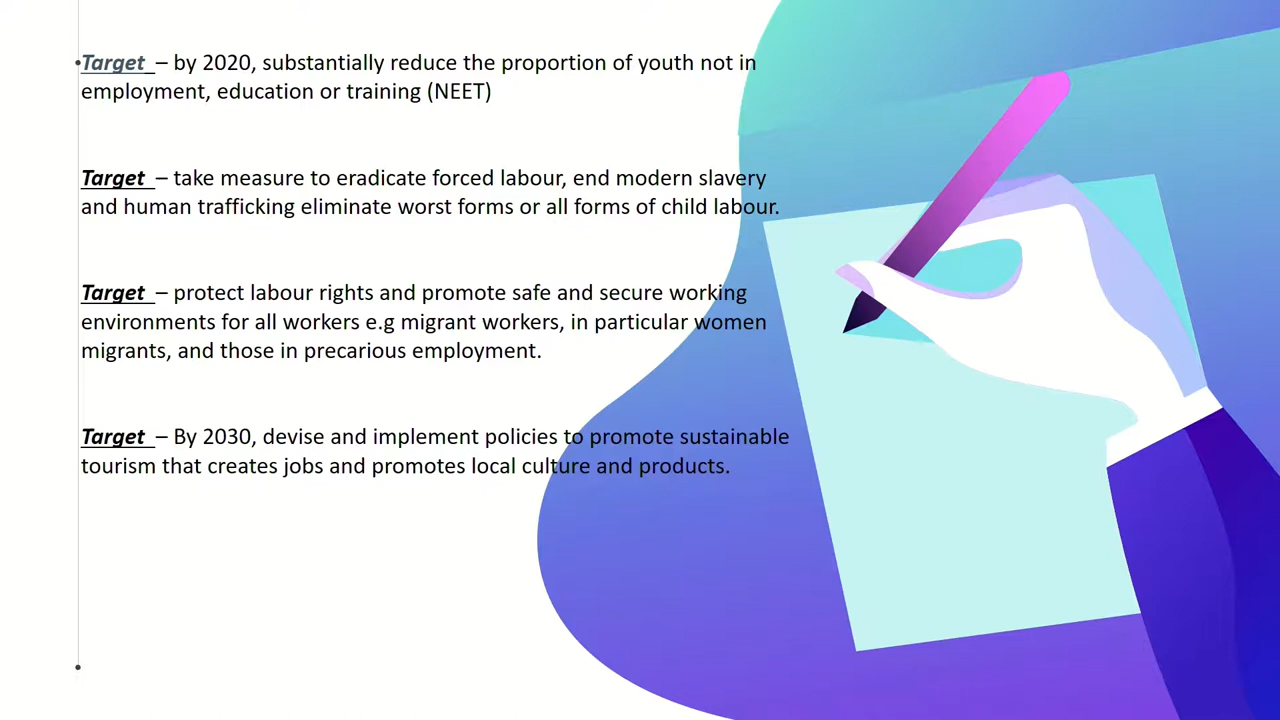 •Target – by 2020, substantially reduce the proportion of youth not in
employment, education or training (NEET)
Target – take measure to eradicate forced labour, end modern slavery
and human trafficking eliminate worst forms or all forms of child labour.
Target – protect labour rights and promote safe and secure working
environments for all workers e.g migrant workers, in particular women
migrants, and those in precarious employment.
Target – By 2030, devise and implement policies to promote sustainable
tourism that creates jobs and promotes local culture and products.
•